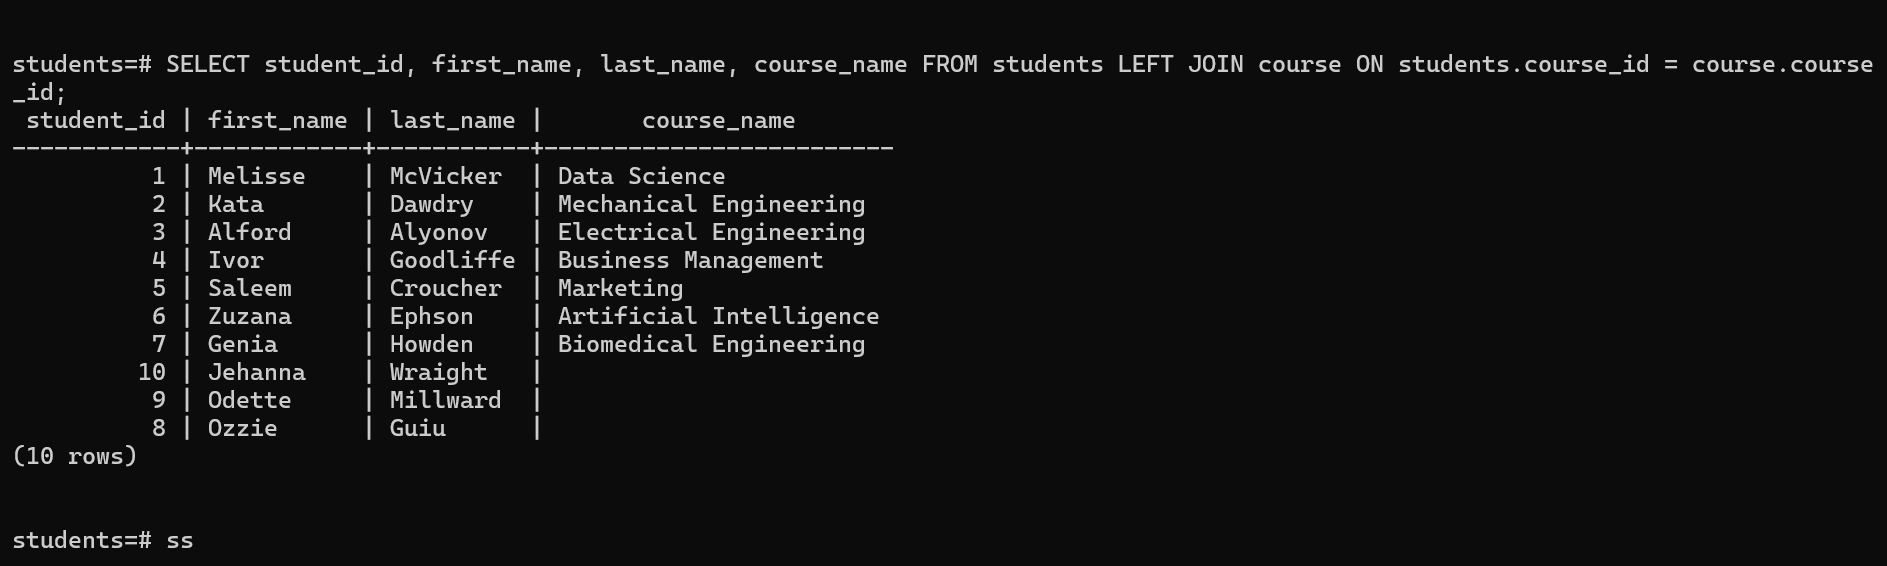 students=# SELECT student_id, first_name, last_name, course_name FROM students LEFT JOIN course ON students.course_id = course.course
_id;
 student_id | first_name | last_name |       course_name
------------+------------+-----------+-------------------------
          1 | Melisse    | McVicker  | Data Science
          2 | Kata       | Dawdry    | Mechanical Engineering
          3 | Alford     | Alyonov   | Electrical Engineering
          4 | Ivor       | Goodliffe | Business Management
          5 | Saleem     | Croucher  | Marketing
          6 | Zuzana     | Ephson    | Artificial Intelligence
          7 | Genia      | Howden    | Biomedical Engineering
         10 | Jehanna    | Wraight   |
          9 | Odette     | Millward  |
          8 | Ozzie      | Guiu      |
(10 rows)
students=# ss